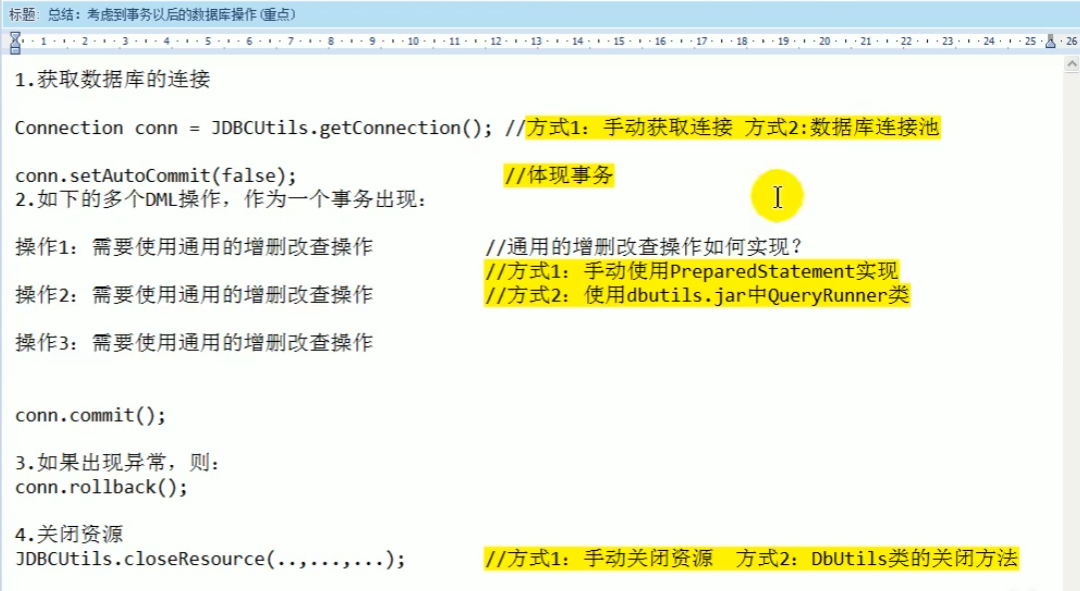 标题: 总结: 考虑到事务以后的数据库操作(重点)
1 2 3 4 5 6 7 8 9 10 11 12 13 14 15 16 17 18 19 20 21 22 23 24 25 26
1.获取数据库的连接
Connection conn = JDBCUtils.getConnection(); //方式1：手动获取连接 方式2:数据库连接池
conn.setAutoCommit(false); //体现事务
2.如下的多个DML操作，作为一个事务出现：
操作1：需要使用通用的增删改查操作 //通用的增删改查操作如何实现？
//方式1：手动使用PreparedStatement实现
操作2：需要使用通用的增删改查操作 //方式2：使用dbutils.jar中QueryRunner类
操作3：需要使用通用的增删改查操作
conn.commit();
3.如果出现异常，则：
conn.rollback();
4.关闭资源
JDBCUtils.closeResource(..,...,...); //方式1：手动关闭资源 方式2：DbUtils类的关闭方法